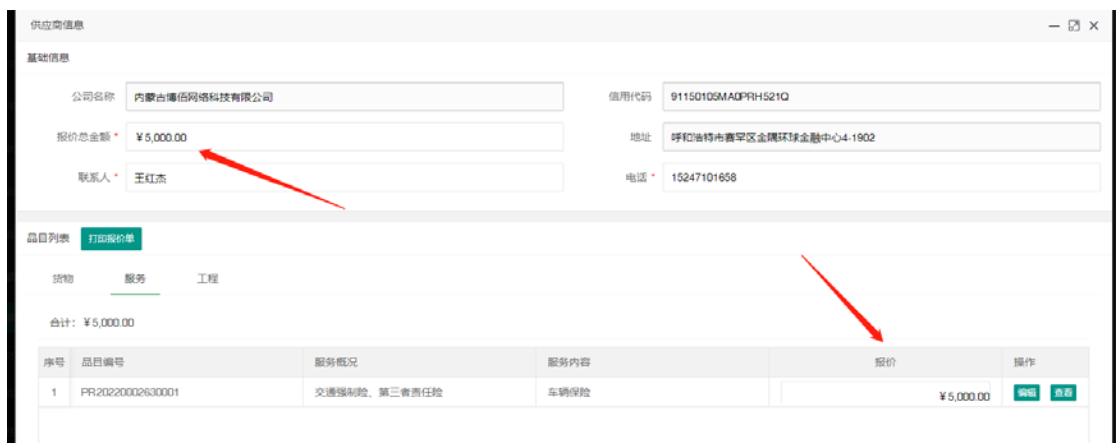 供应商信息
基础信息
公司名称 内蒙古博佰网络科技有限公司 信用代码 91150105MA0PRH521Q
报价总金额 * ¥5,000.00 地址 呼和浩特市赛罕区金隅环球金融中心4-1902
联系人 * 王红杰 电话 * 15247101658
品目列表 打印报价单
货物 服务 工程
合计: ¥5,000.00
序号 品目编号 服务概况 服务内容 报价 操作
1 PR20220002630001 交通强制险、第三者责任险 车辆保险 ¥5,000.00 编辑 查看